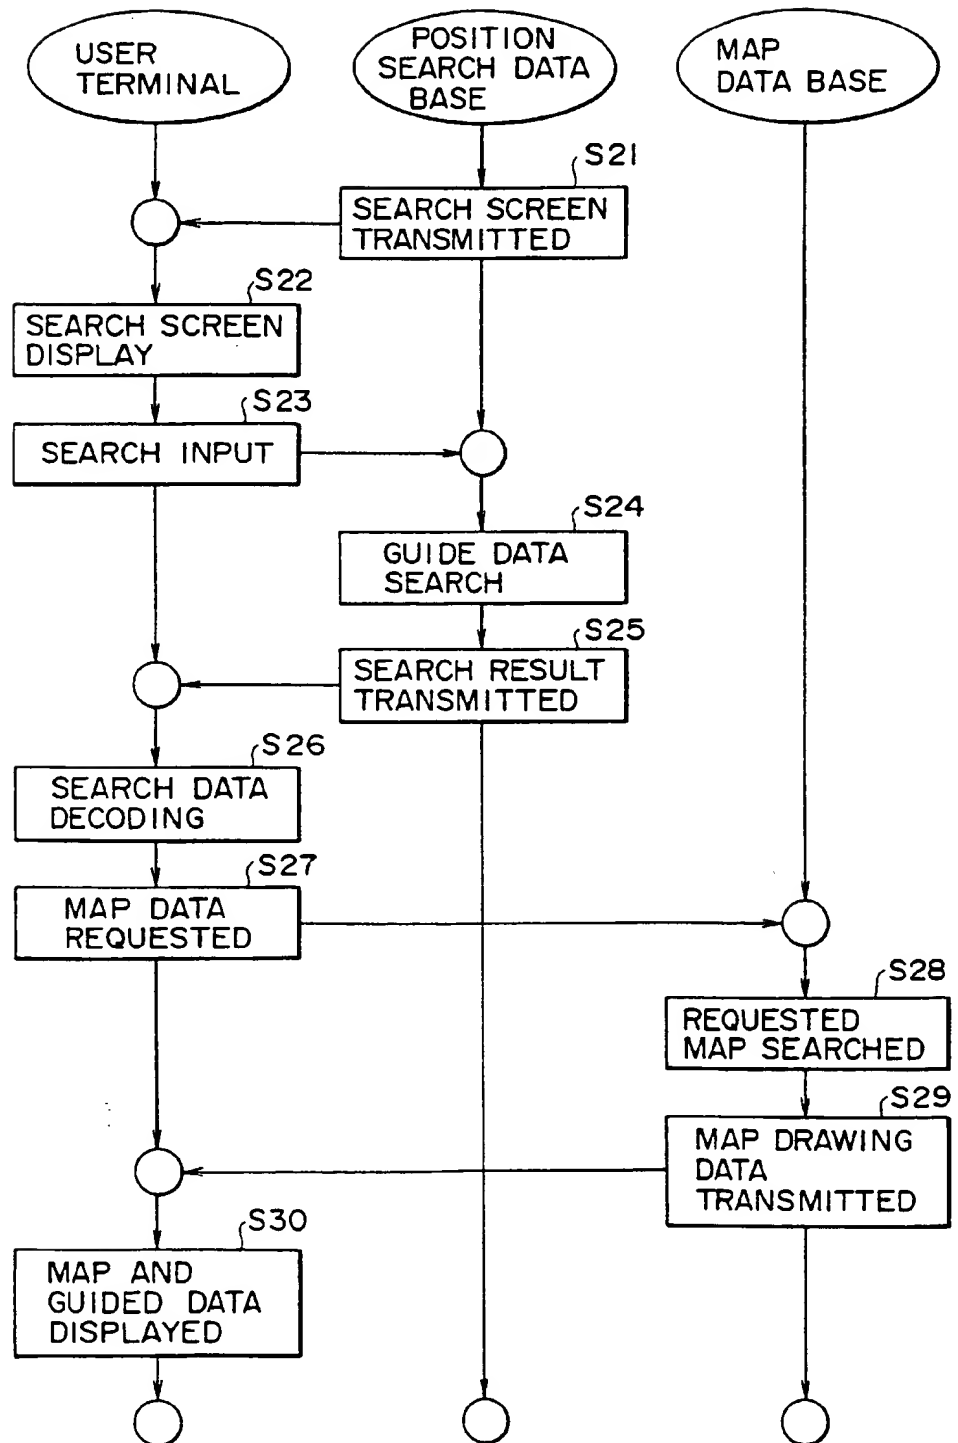 USER
TERMINAL
POSITION
SEARCH DATA
BASE
MAP
DATA BASE
S21
SEARCH SCREEN
TRANSMITTED
S22
SEARCH SCREEN
DISPLAY
S23
SEARCH INPUT
S24
GUIDE DATA
SEARCH
S25
SEARCH RESULT
TRANSMITTED
S26
SEARCH DATA
DECODING
S27
MAP DATA
REQUESTED
S28
REQUESTED
MAP SEARCHED
S29
MAP DRAWING
DATA
TRANSMITTED
S30
MAP AND
GUIDED DATA
DISPLAYED